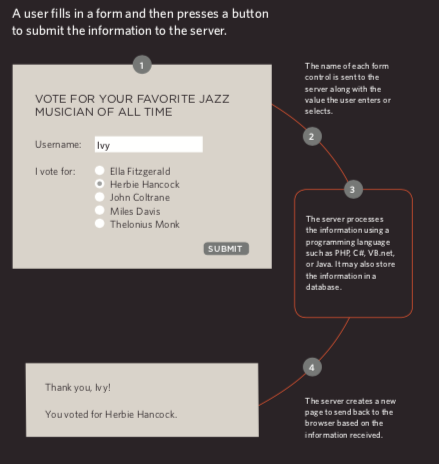 A user fills in a form and then presses a button
to submit the information to the server.
1
VOTE FOR YOUR FAVORITE JAZZ
MUSICIAN OF ALL TIME
Username: Ivy
I vote for: Ella Fitzgerald
Herbie Hancock
John Coltrane
Miles Davis
Thelonius Monk
SUBMIT
The name of each form
control is sent to the
server along with the
value the user enters or
selects.
2
3
The server processes
the information using a
programming language
such as PHP, C#, VB.net,
or Java. It may also store
the information in a
database.
4
The server creates a new
page to send back to the
browser based on the
information received.
Thank you, Ivy!
You voted for Herbie Hancock.